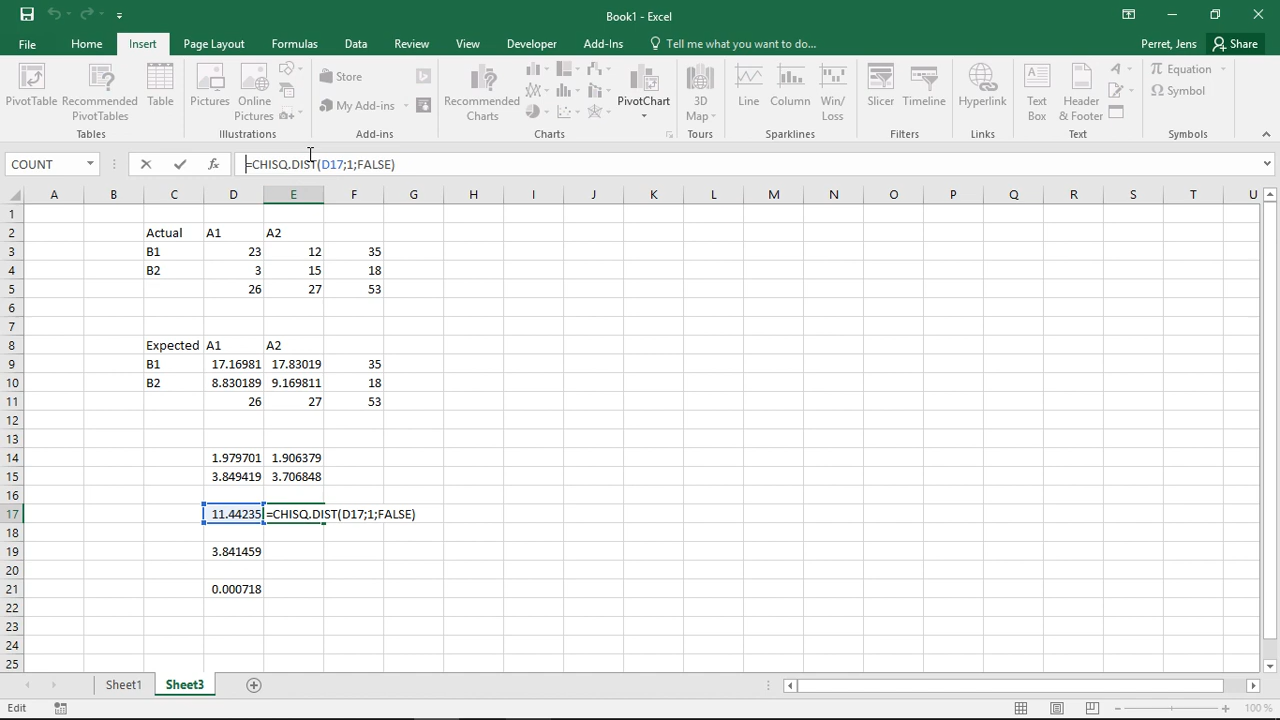 Book1 - Excel
File Home Insert Page Layout Formulas Data Review View Developer Add-Ins Tell me what you want to do... Perret, Jens Share
PivotTable Recommended PivotTables Table
Tables
Pictures Online Pictures
Illustrations
Store
My Add-ins
Add-ins
Recommended Charts
PivotChart
Charts
3D Map
Tours
Line Column Win/Loss
Sparklines
Slicer Timeline
Filters
Hyperlink
Links
Text Box Header & Footer
Text
Equation
Symbol
Symbols
COUNT fx =CHISQ.DIST(D17;1;FALSE)
A B C D E F G H I J K L M N O P Q R S T U
1
2 Actual A1 A2
3 B1 23 12 35
4 B2 3 15 18
5 26 27 53
6
7
8 Expected A1 A2
9 B1 17.16981 17.83019 35
10 B2 8.830189 9.169811 18
11 26 27 53
12
13
14 1.979701 1.906379
15 3.849419 3.706848
16
17 11.44235 =CHISQ.DIST(D17;1;FALSE)
18
19 3.841459
20
21 0.000718
22
23
24
25
Sheet1 Sheet3
Edit 100 %